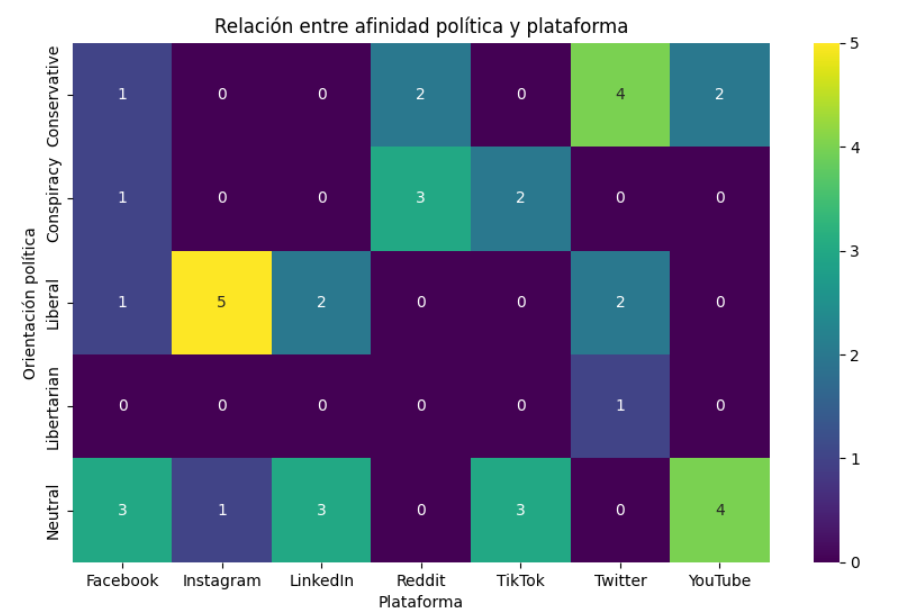 Relación entre afinidad política y plataforma
Orientación política
Conservative
1 0 0 2 0 4 2
Conspiracy
1 0 0 3 2 0 0
Liberal
1 5 2 0 0 2 0
Libertarian
0 0 0 0 0 1 0
Neutral
3 1 3 0 3 0 4
Facebook Instagram LinkedIn Reddit TikTok Twitter YouTube
Plataforma
5
4
3
2
1
0